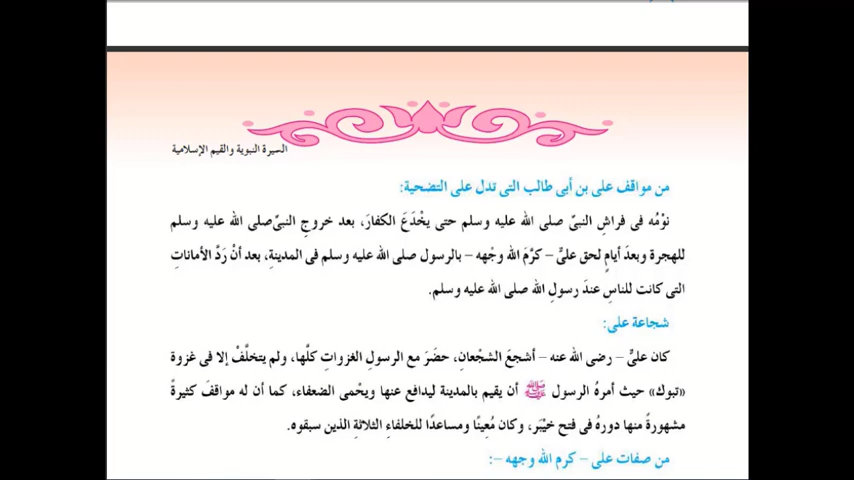 السيرة النبوية والقيم الإسلامية
من مواقف على بن أبى طالب التى تدل على التضحية:
نوْمُه فى فراشِ النبىِّ صلى الله عليه وسلم حتى يخْدَعَ الكفارَ، بعد خروجِ النبىِّ صلى الله عليه وسلم
للهجرة وبعدَ أيامٍ لحق علىٌّ – كرَّمَ الله وجْهه – بالرسول صلى الله عليه وسلم فى المدينةِ، بعد أنْ رَدَّ الأماناتِ
التى كانت للناسِ عندَ رسولِ الله صلى الله عليه وسلم.
شجاعة على:
كان علىٌّ – رضى الله عنه – أشجعَ الشجْعانِ، حضَرَ مع الرسولِ الغزواتِ كلَّها، ولم يتخلَّفْ إلا فى غزوة
«تبوك» حيث أمرهُ الرسول ﷺ أن يقيم بالمدينة ليدافع عنها ويحْمى الضعفاء، كما أن له مواقفَ كثيرةً
مشهورةً منها دورهُ فى فتح خيْبَر، وكان مُعِينًا ومساعدًا للخلفاءِ الثلاثةِ الذين سبقوه.
من صفات على – كرم الله وجهه –: